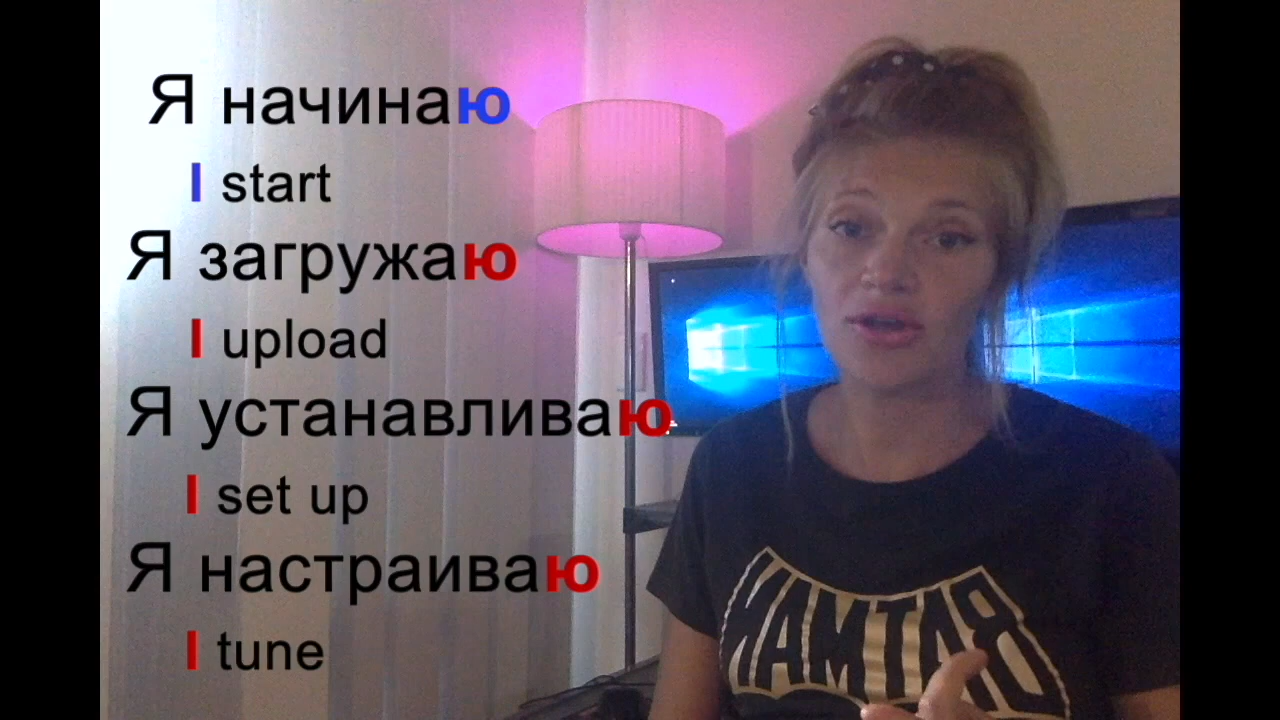 Я начинаю
I start
Я загружаю
I upload
Я устанавливаю
I set up
Я настраиваю
I tune
BATMAN